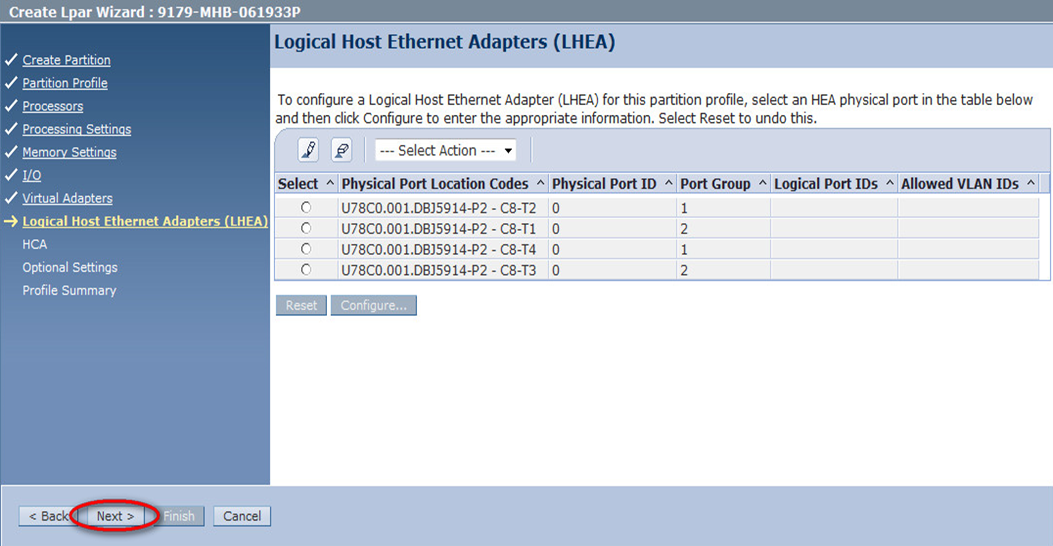 Create Lpar Wizard : 9179-MHB-061933P
Create Partition
Partition Profile
Processors
Processing Settings
Memory Settings
I/O
Virtual Adapters
Logical Host Ethernet Adapters (LHEA)
HCA
Optional Settings
Profile Summary
Logical Host Ethernet Adapters (LHEA)
To configure a Logical Host Ethernet Adapter (LHEA) for this partition profile, select an HEA physical port in the table below
and then click Configure to enter the appropriate information. Select Reset to undo this.
--- Select Action ---
Select ^ Physical Port Location Codes ^ Physical Port ID ^ Port Group ^ Logical Port IDs ^ Allowed VLAN IDs ^
U78C0.001.DBJ5914-P2 - C8-T2 0 1
U78C0.001.DBJ5914-P2 - C8-T1 0 2
U78C0.001.DBJ5914-P2 - C8-T4 0 1
U78C0.001.DBJ5914-P2 - C8-T3 0 2
Reset Configure...
< Back Next > Finish Cancel